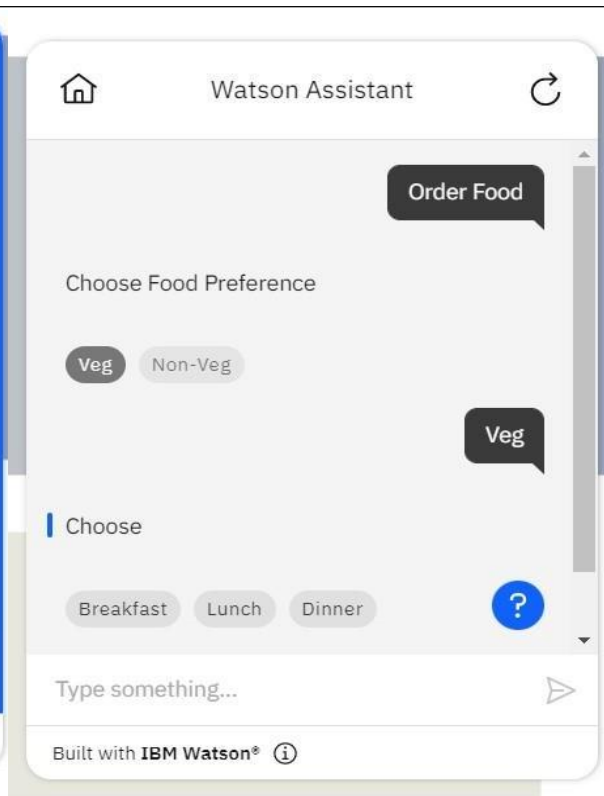 Watson Assistant
Order Food
Choose Food Preference
Veg Non-Veg
Veg
Choose
Breakfast Lunch Dinner
?
Type something...
Built with IBM Watson®